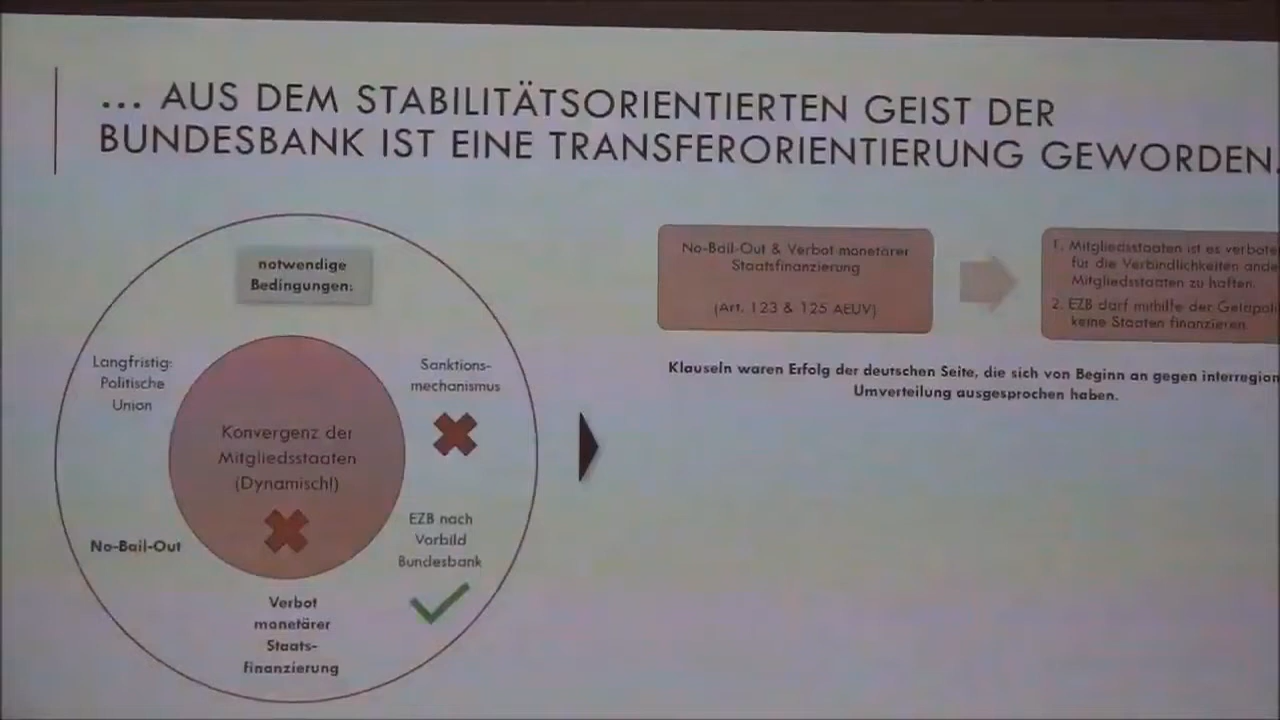 ... AUS DEM STABILITÄTSORIENTIERTEN GEIST DER
BUNDESBANK IST EINE TRANSFERORIENTIERUNG GEWORDEN.
notwendige
Bedingungen:
Langfristig:
Politische
Union
Sanktions-
mechanismus
Konvergenz der
Mitgliedsstaaten
(Dynamisch!)
No-Bail-Out
EZB nach
Vorbild
Bundesbank
Verbot
monetärer
Staats-
finanzierung
No-Bail-Out & Verbot monetärer
Staatsfinanzierung
(Art. 123 & 125 AEUV)
1. Mitgliedsstaaten ist es verbote
für die Verbindlichkeiten ande
Mitgliedsstaaten zu haften.
2. EZB darf mithilfe der Geldpoli
keine Staaten finanzieren.
Klauseln waren Erfolg der deutschen Seite, die sich von Beginn an gegen interregion
Umverteilung ausgesprochen haben.